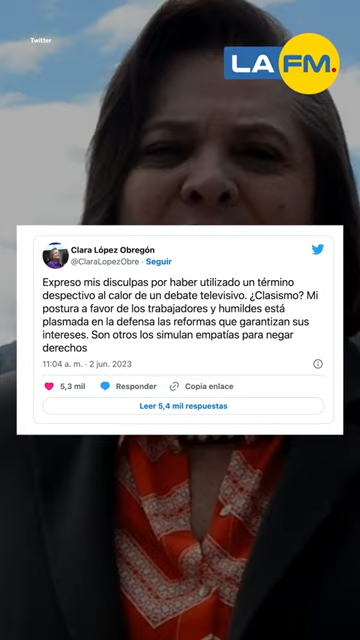 Twitter
LA FM.
Clara López Obregón
@ClaraLopezObre · Seguir
Expreso mis disculpas por haber utilizado un término
despectivo al calor de un debate televisivo. ¿Clasismo? Mi
postura a favor de los trabajadores y humildes está
plasmada en la defensa las reformas que garantizan sus
intereses. Son otros los simulan empatías para negar
derechos
11:04 a. m. · 2 jun. 2023
5,3 mil Responder Copia enlace
Leer 5,4 mil respuestas